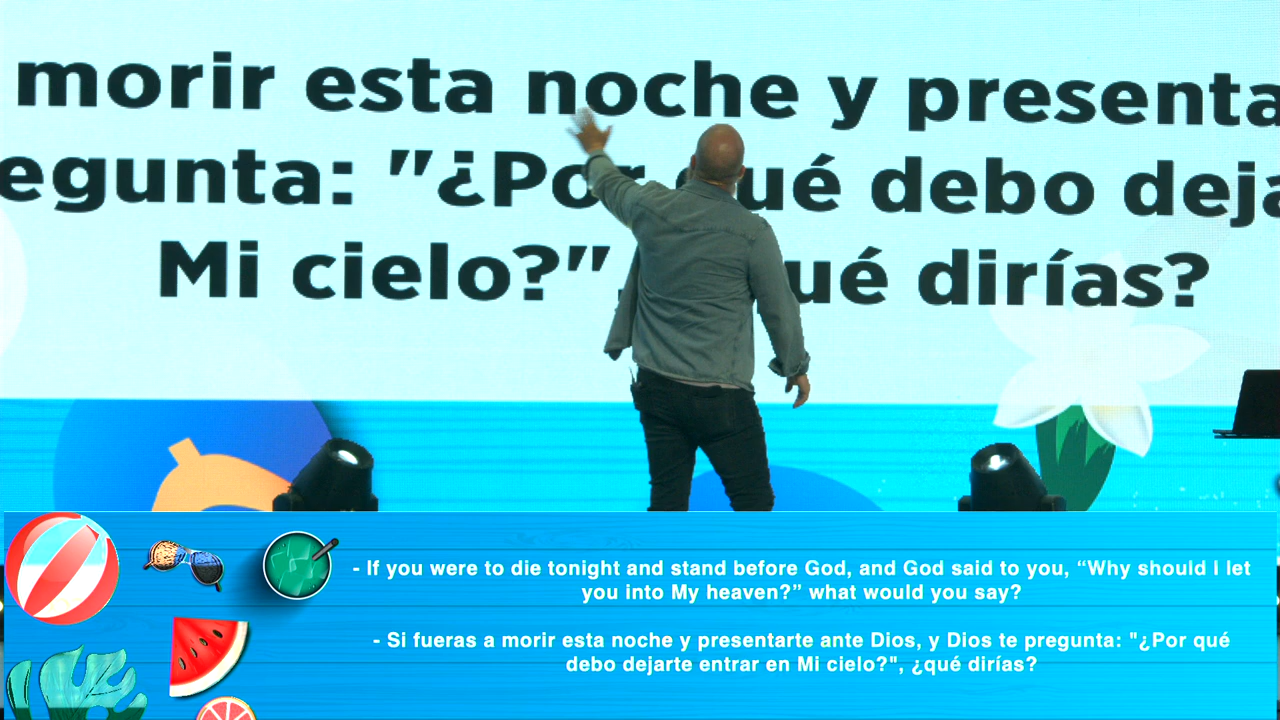 morir esta noche y presenta
egunta: "¿Por qué debo deja
Mi cielo?", ué dirías?
- If you were to die tonight and stand before God, and God said to you, “Why should I let
you into My heaven?” what would you say?
- Si fueras a morir esta noche y presentarte ante Dios, y Dios te pregunta: "¿Por qué
debo dejarte entrar en Mi cielo?", ¿qué dirías?